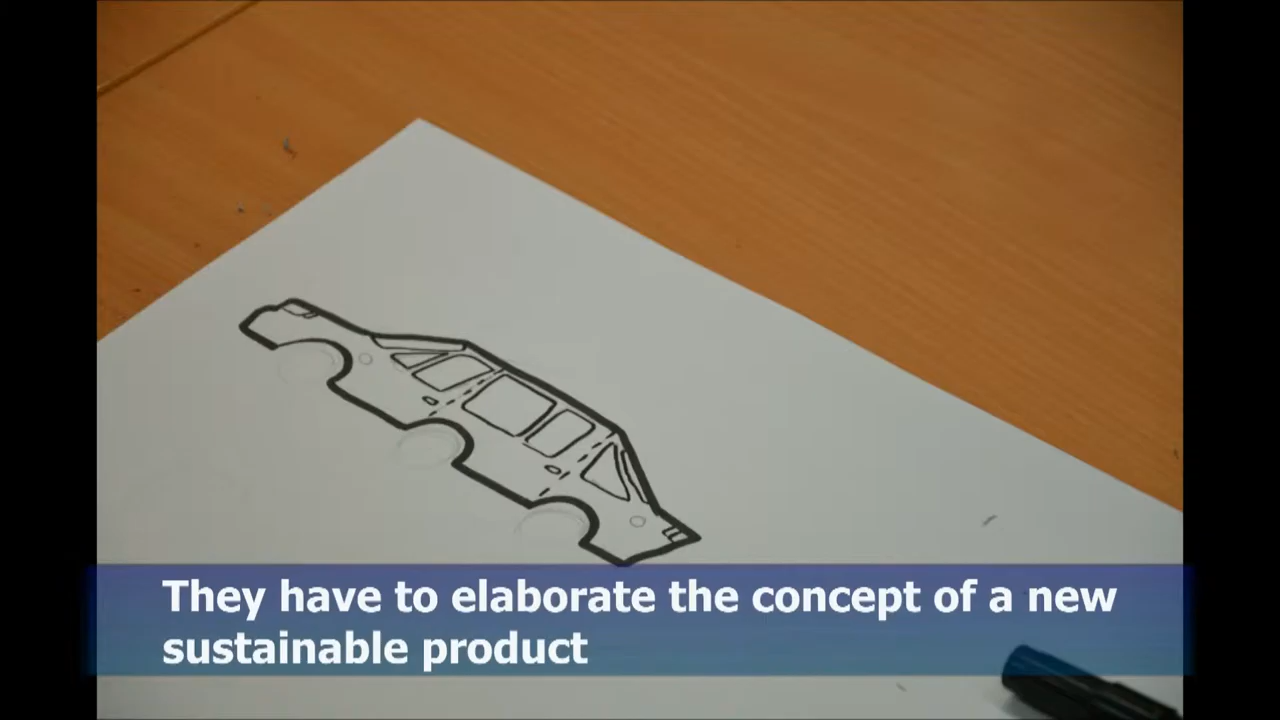 They have to elaborate the concept of a new
sustainable product